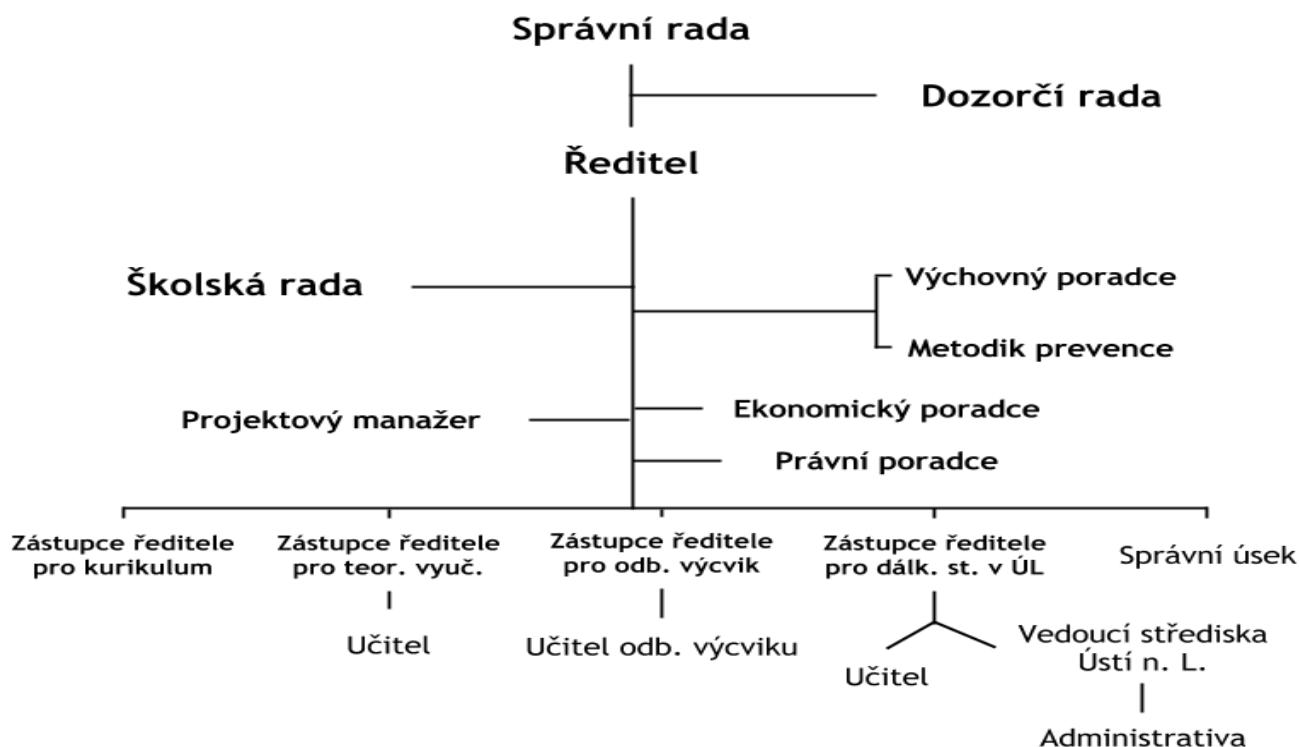 Správní rada
Dozorčí rada
Ředitel
Školská rada
Výchovný poradce
Metodik prevence
Projektový manažer
Ekonomický poradce
Právní poradce
Zástupce ředitele
pro kurikulum
Zástupce ředitele
pro teor. vyuč.
Zástupce ředitele
pro odb. výcvik
Zástupce ředitele
pro dálk. st. v ÚL
Správní úsek
Učitel
Učitel odb. výcviku
Učitel
Vedoucí střediska
Ústí n. L.
Administrativa